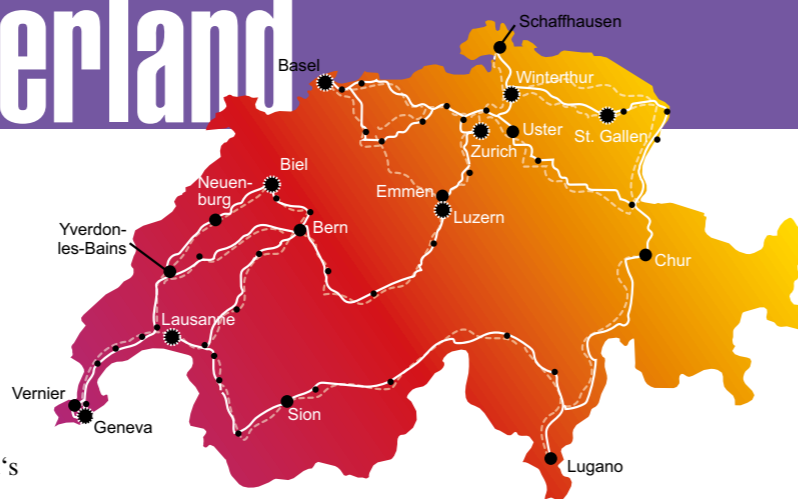 erland
Schaffhausen
Basel
Winterthur
Uster
St. Gallen
Zurich
Biel
Neuen-
burg
Emmen
Luzern
Yverdon-
les-Bains
Bern
Chur
Lausanne
Vernier
Geneva
Sion
Lugano
‘s